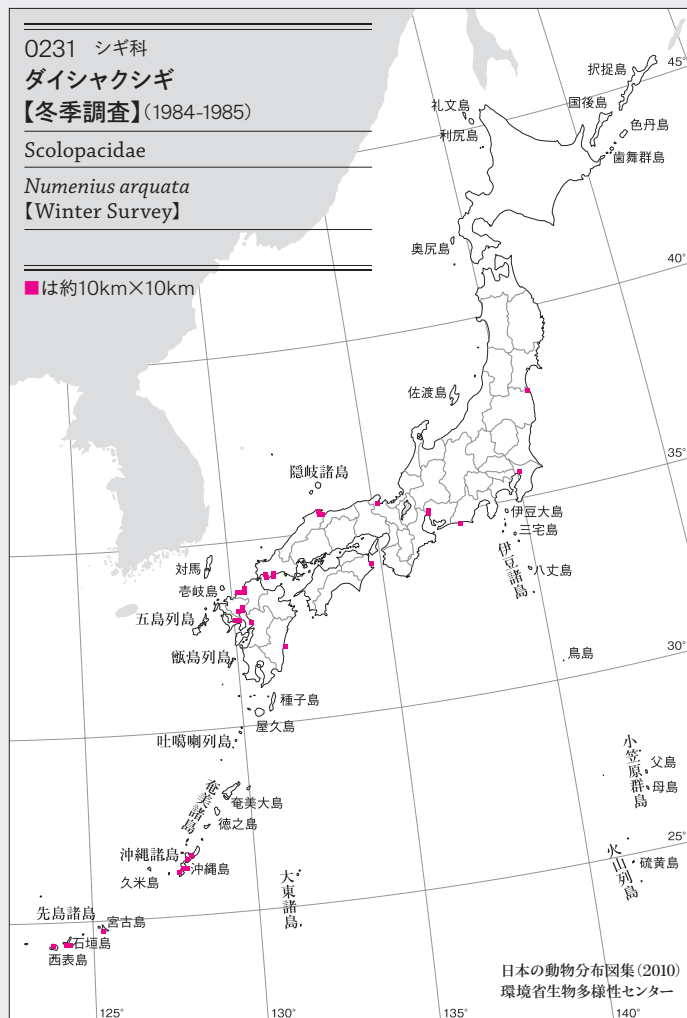 0231 シギ科
ダイシャクシギ
【冬季調査】(1984-1985)
Scolopacidae
Numenius arquata
【Winter Survey】
■は約10km×10km
択捉島
45°
国後島
礼文島
色丹島
利尻島
歯舞群島
奥尻島
40°
佐渡島
35°
隠岐諸島
伊豆大島
三宅島
伊豆諸島
八丈島
対馬
壱岐島
五島列島
甑島列島
鳥島
30°
種子島
屋久島
吐噶喇列島
小笠原群島
父島
母島
奄美諸島
奄美大島
徳之島
25°
沖縄諸島
沖縄島
久米島
大東諸島
火山列島
硫黄島
先島諸島
宮古島
石垣島
西表島
日本の動物分布図集(2010)
環境省生物多様性センター
125°
130°
135°
140°